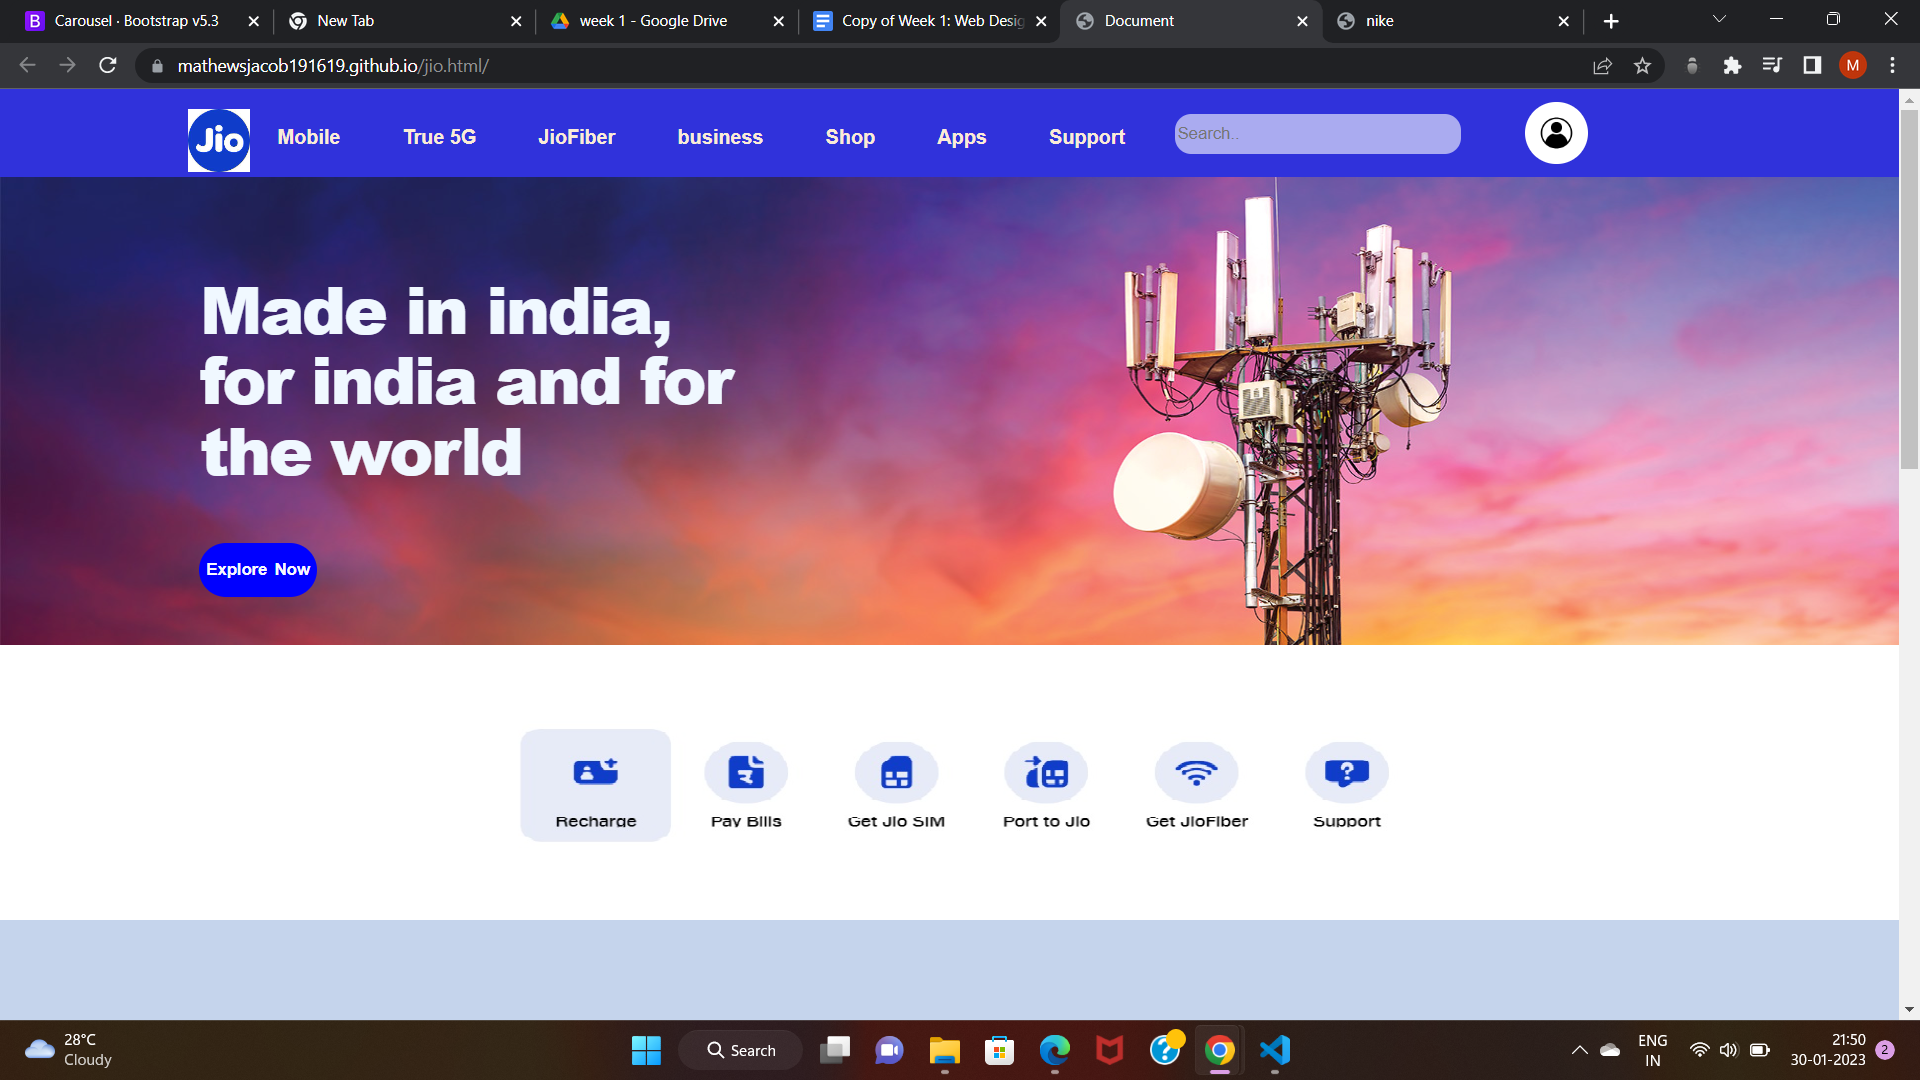 Carousel · Bootstrap v5.3
New Tab
week 1 - Google Drive
Copy of Week 1: Web Desig
Document
nike
mathewsjacob191619.github.io/jio.html/
M
Jio
Mobile
True 5G
JioFiber
business
Shop
Apps
Support
Search..
Made in india,
for india and for
the world
Explore Now
Recharge
Pay Bills
Get Jio SIM
Port to Jio
Get JioFiber
Support
28°C
Cloudy
Search
ENG
IN
21:50
30-01-2023
2